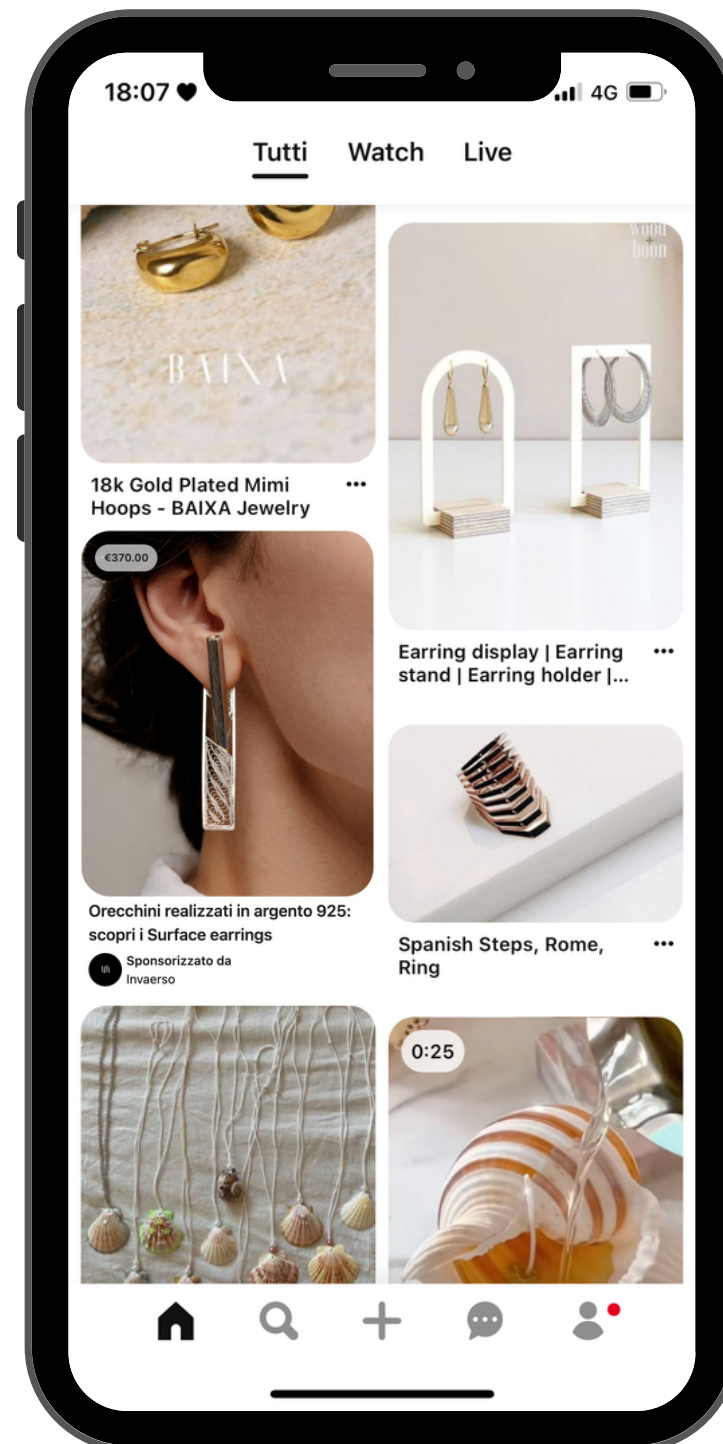 18:07
4G
Tutti Watch Live
BAIXA
18k Gold Plated Mimi
Hoops - BAIXA Jewelry
wood
+
boon
Earring display | Earring
stand | Earring holder |...
€370.00
Orecchini realizzati in argento 925:
scopri i Surface earrings
Sponsorizzato da
Invaerso
Spanish Steps, Rome,
Ring
0:25